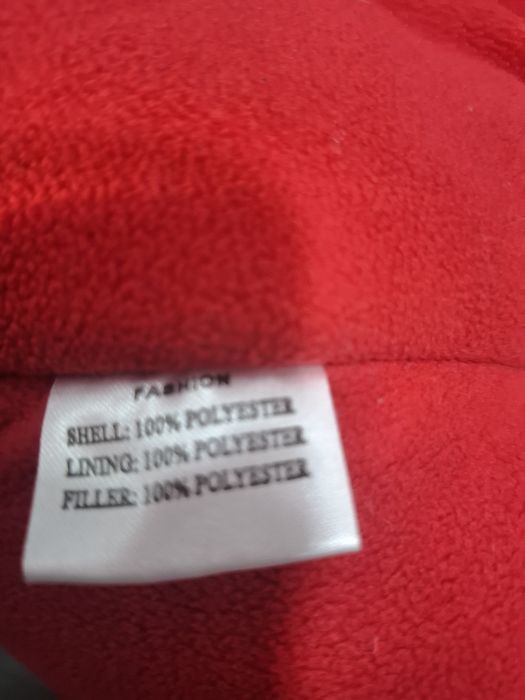 FASHION
SHELL: 100% POLYESTER
LINING: 100% POLYESTER
FILLER: 100% POLYESTER